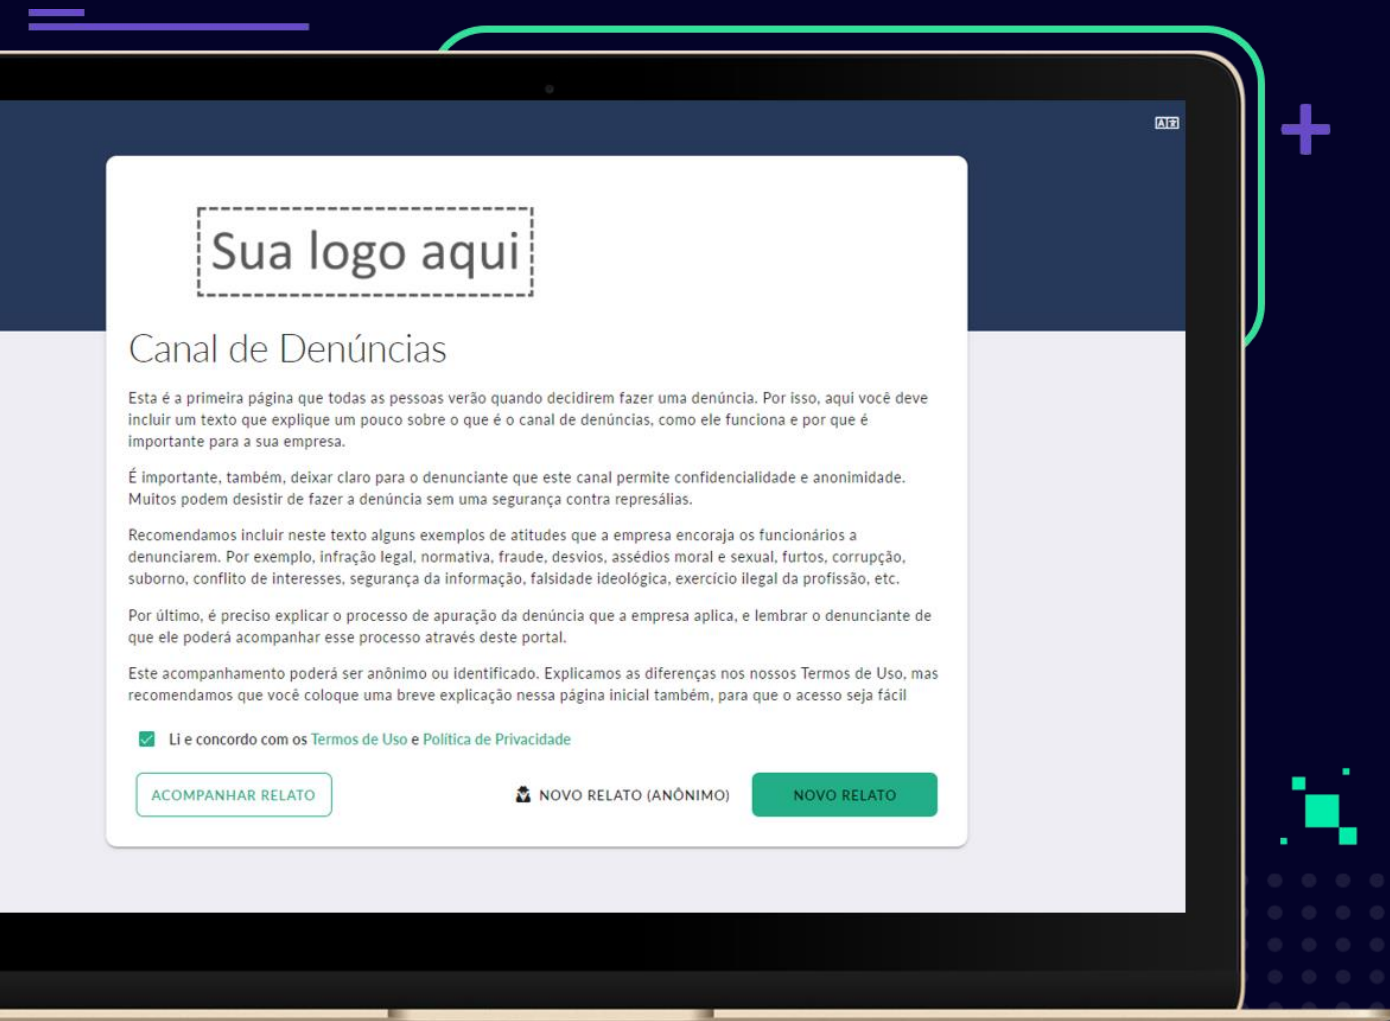 Sua logo aqui
Canal de Denúncias
Esta é a primeira página que todas as pessoas verão quando decidirem fazer uma denúncia. Por isso, aqui você deve
incluir um texto que explique um pouco sobre o que é o canal de denúncias, como ele funciona e por que é
importante para a sua empresa.
É importante, também, deixar claro para o denunciante que este canal permite confidencialidade e anonimidade.
Muitos podem desistir de fazer a denúncia sem uma segurança contra represálias.
Recomendamos incluir neste texto alguns exemplos de atitudes que a empresa encoraja os funcionários a
denunciarem. Por exemplo, infração legal, normativa, fraude, desvios, assédios moral e sexual, furtos, corrupção,
suborno, conflito de interesses, segurança da informação, falsidade ideológica, exercício ilegal da profissão, etc.
Por último, é preciso explicar o processo de apuração da denúncia que a empresa aplica, e lembrar o denunciante de
que ele poderá acompanhar esse processo através deste portal.
Este acompanhamento poderá ser anônimo ou identificado. Explicamos as diferenças nos nossos Termos de Uso, mas
recomendamos que você coloque uma breve explicação nessa página inicial também, para que o acesso seja fácil
Li e concordo com os Termos de Uso e Política de Privacidade
ACOMPANHAR RELATO
NOVO RELATO (ANÔNIMO)
NOVO RELATO